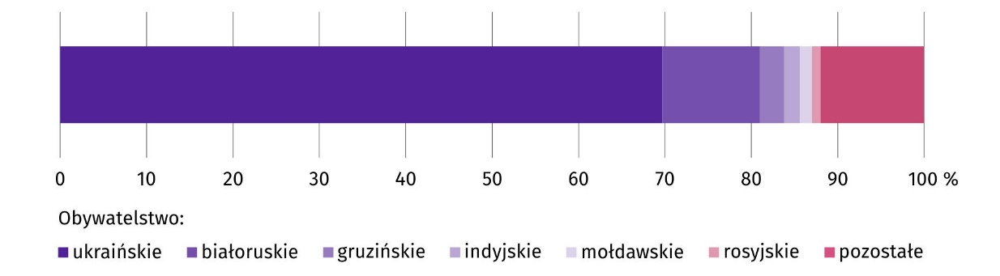 0 10 20 30 40 50 60 70 80 90 100 %
Obywatelstwo:
ukraińskie białoruskie gruzińskie indyjskie mołdawskie rosyjskie pozostałe